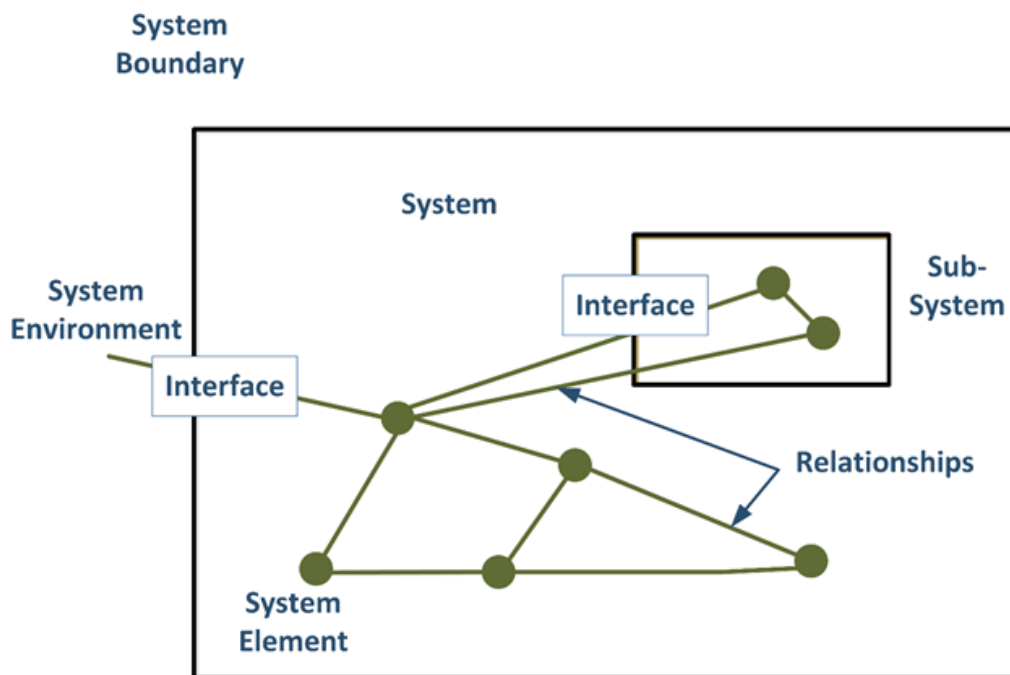 System
Boundary
System
Sub-
System
Interface
System
Environment
Interface
Relationships
System
Element